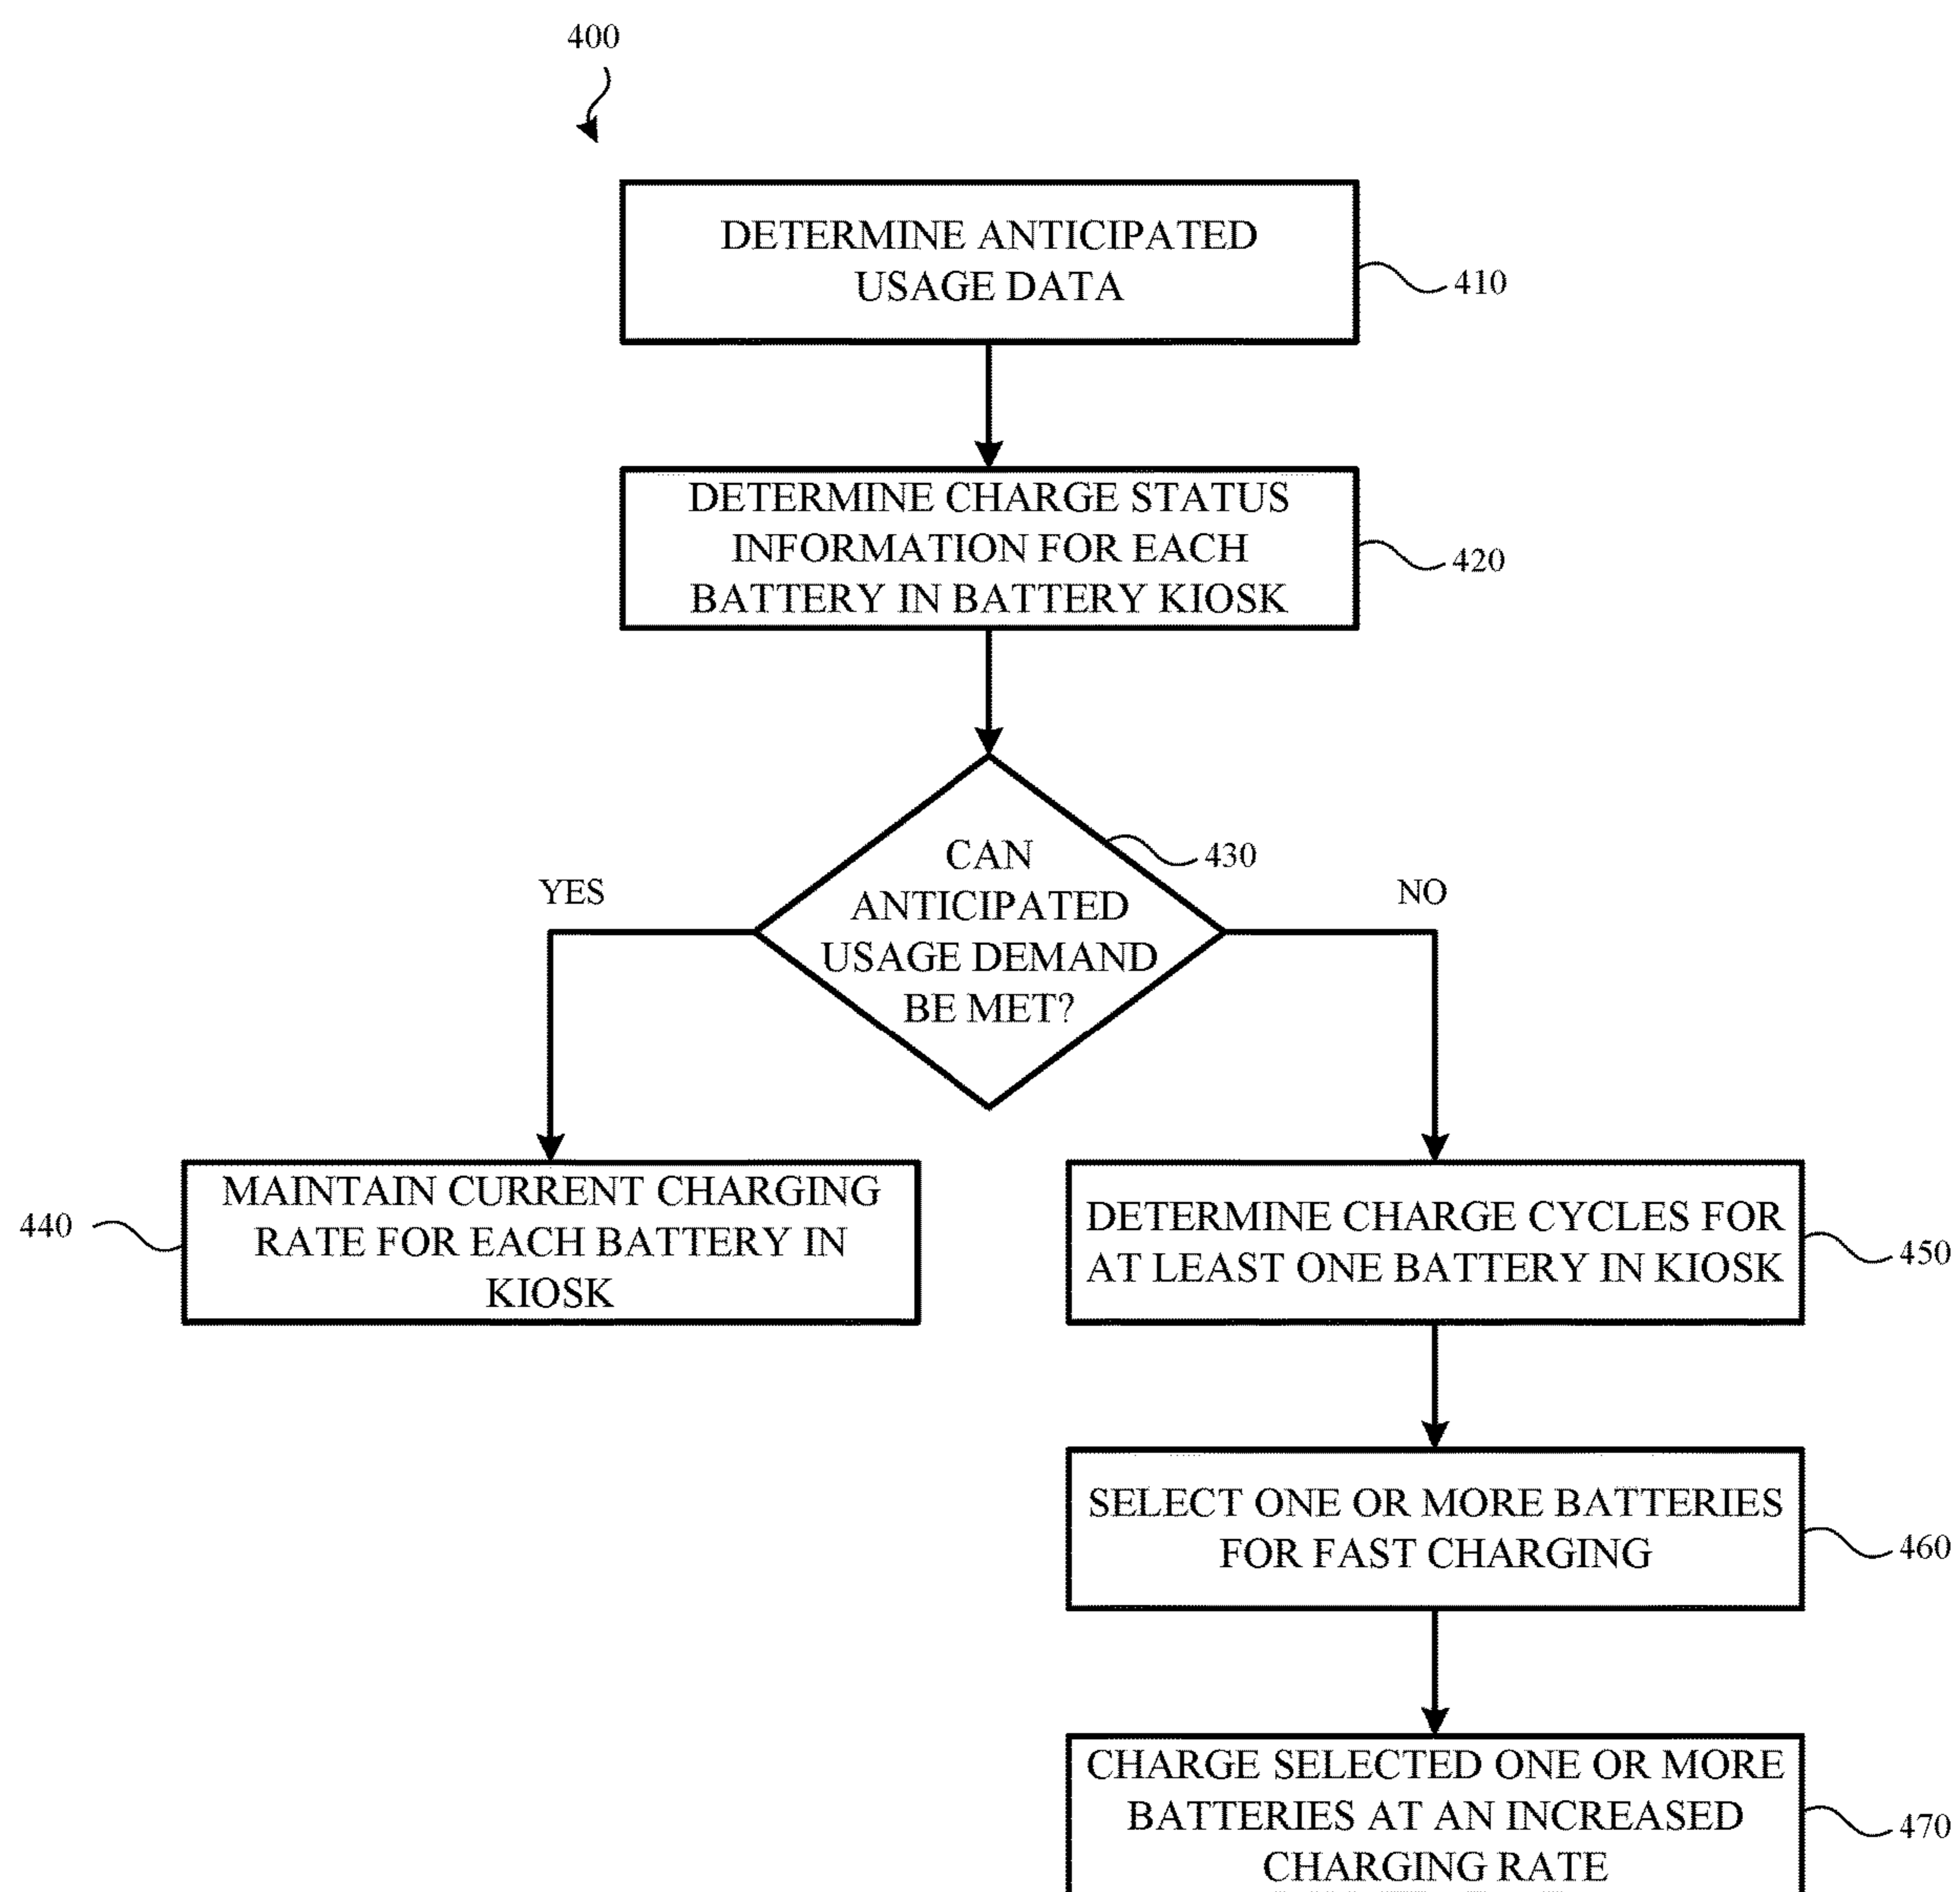 400
DETERMINE ANTICIPATED
USAGE DATA
410
DETERMINE CHARGE STATUS
INFORMATION FOR EACH
BATTERY IN BATTERY KIOSK
420
CAN
ANTICIPATED
USAGE DEMAND
BE MET?
430
YES
NO
MAINTAIN CURRENT CHARGING
RATE FOR EACH BATTERY IN
KIOSK
440
DETERMINE CHARGE CYCLES FOR
AT LEAST ONE BATTERY IN KIOSK
450
SELECT ONE OR MORE BATTERIES
FOR FAST CHARGING
460
CHARGE SELECTED ONE OR MORE
BATTERIES AT AN INCREASED
CHARGING RATE
470